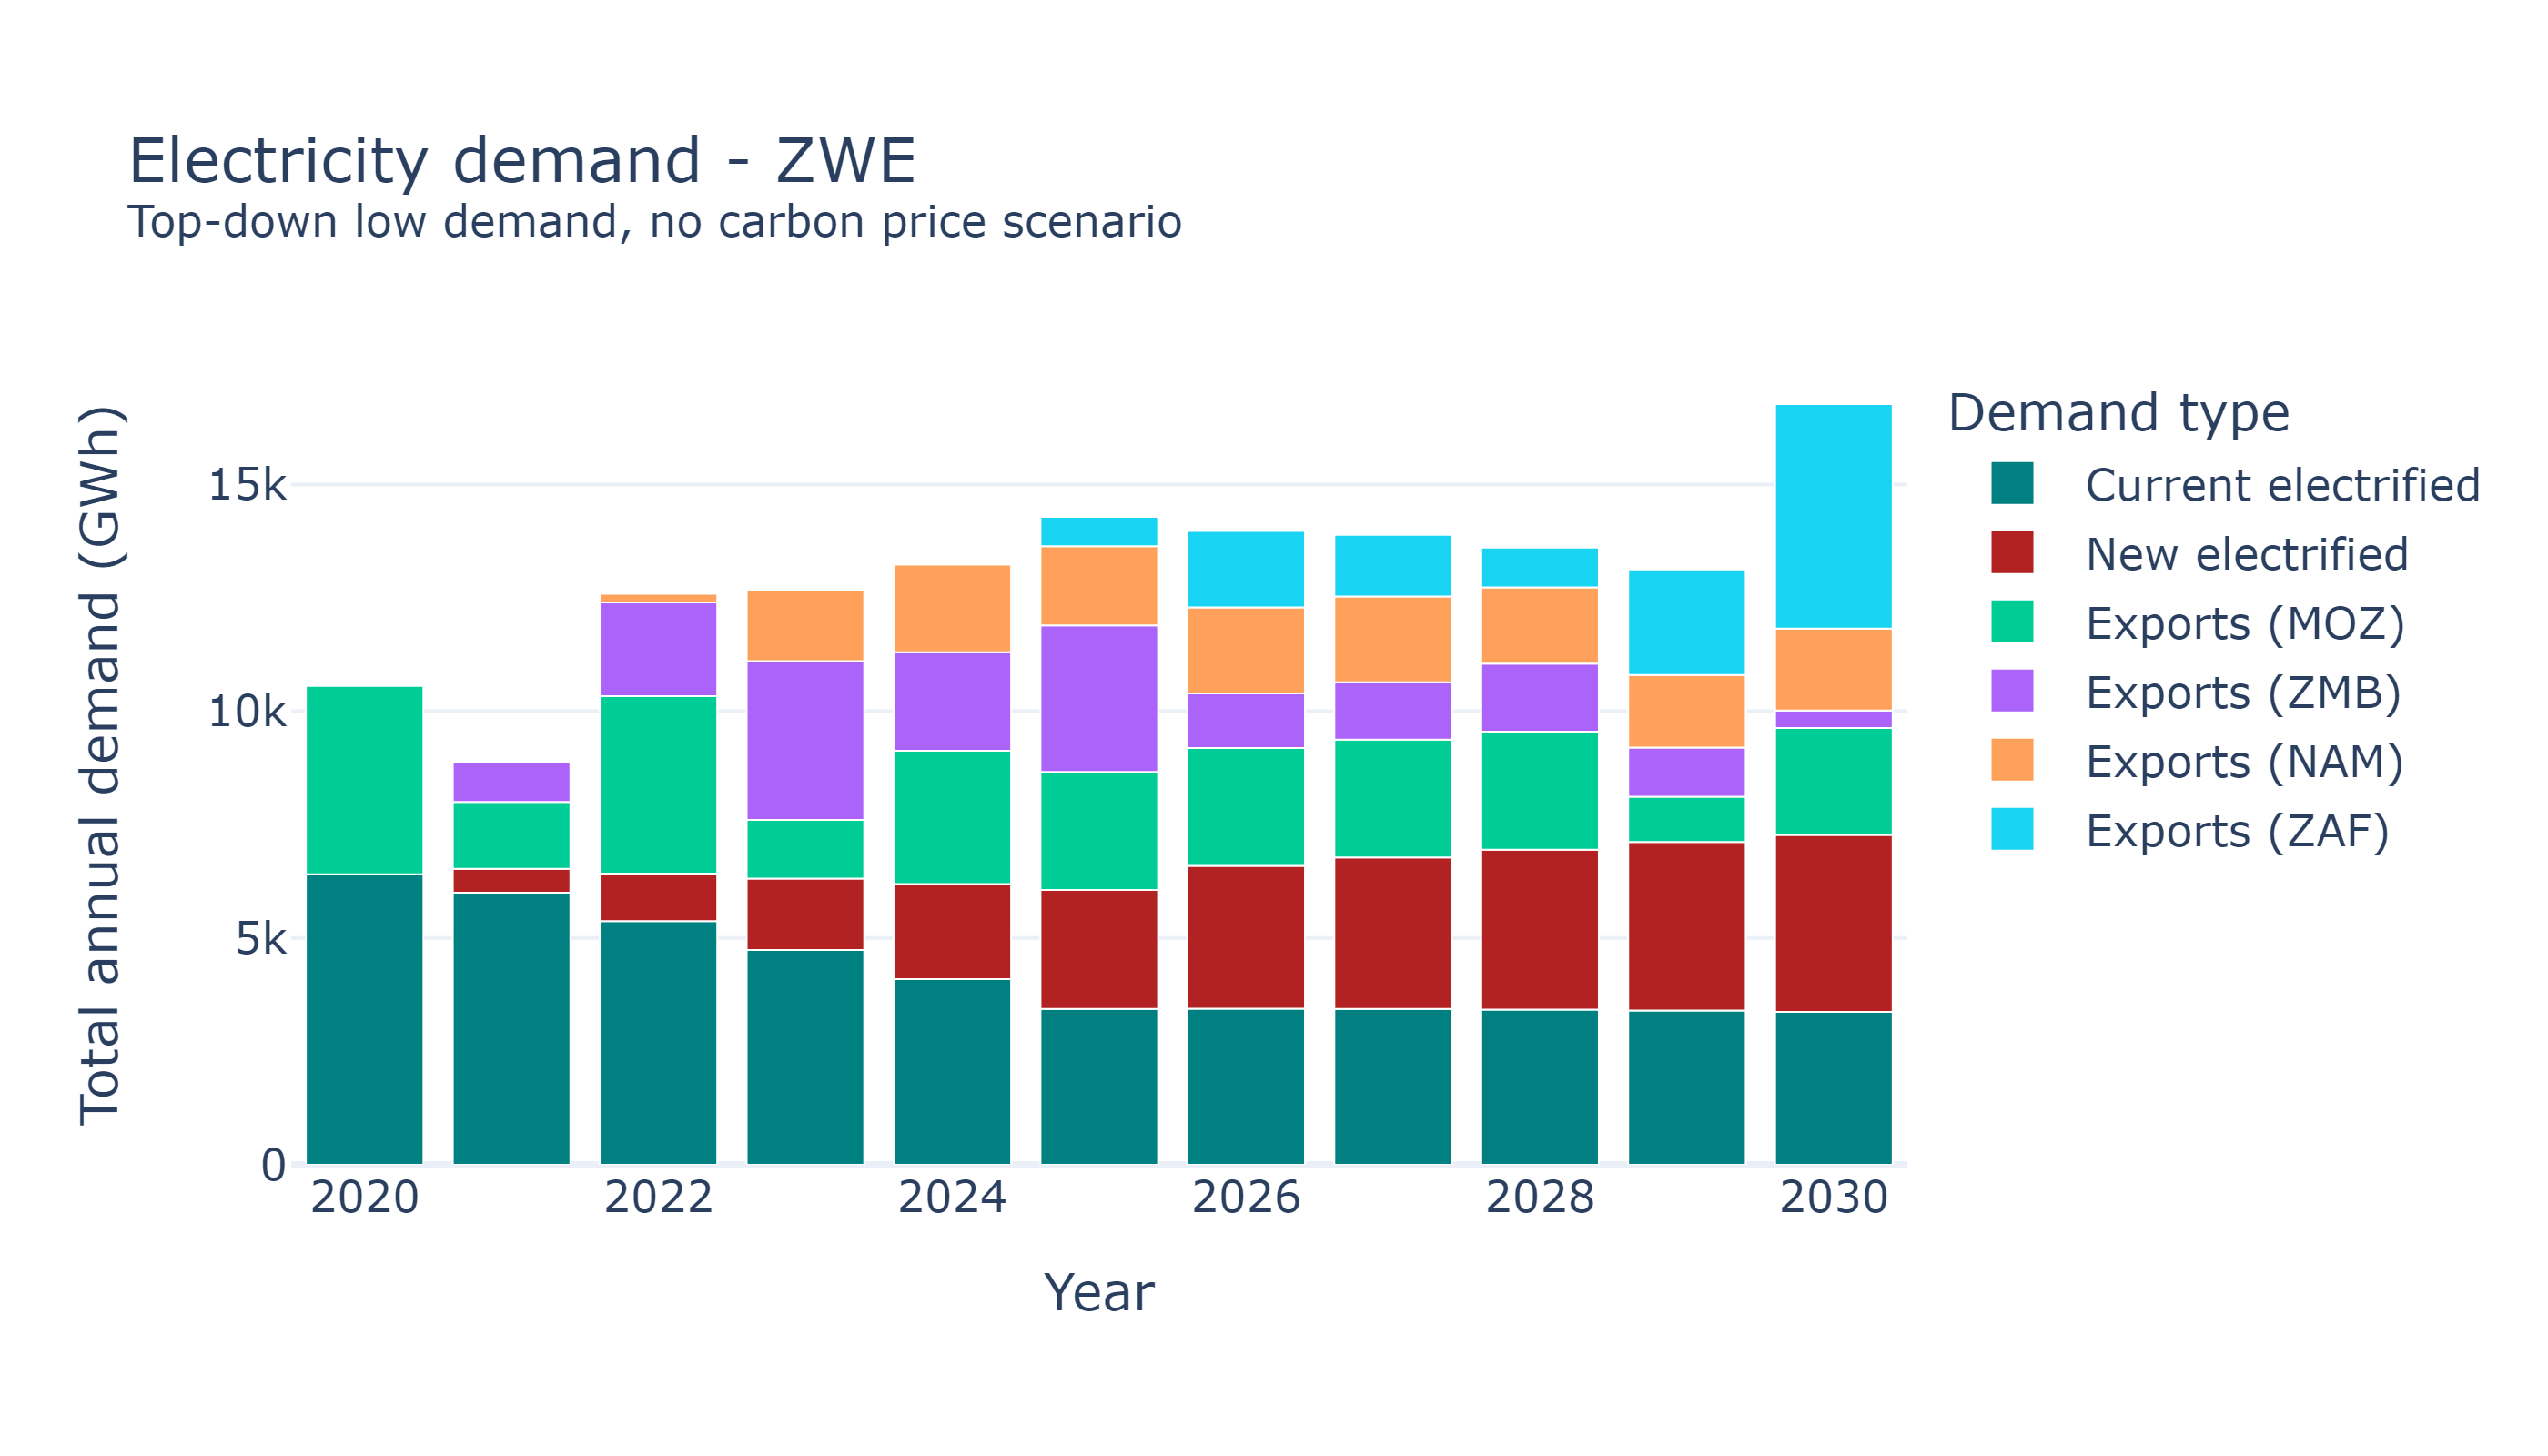 Electricity demand - ZWE
Top-down low demand, no carbon price scenario
Total annual demand (GWh)
15k
10k
5k
0
2020
2022
2024
2026
2028
2030
Year
Demand type
Current electrified
New electrified
Exports (MOZ)
Exports (ZMB)
Exports (NAM)
Exports (ZAF)